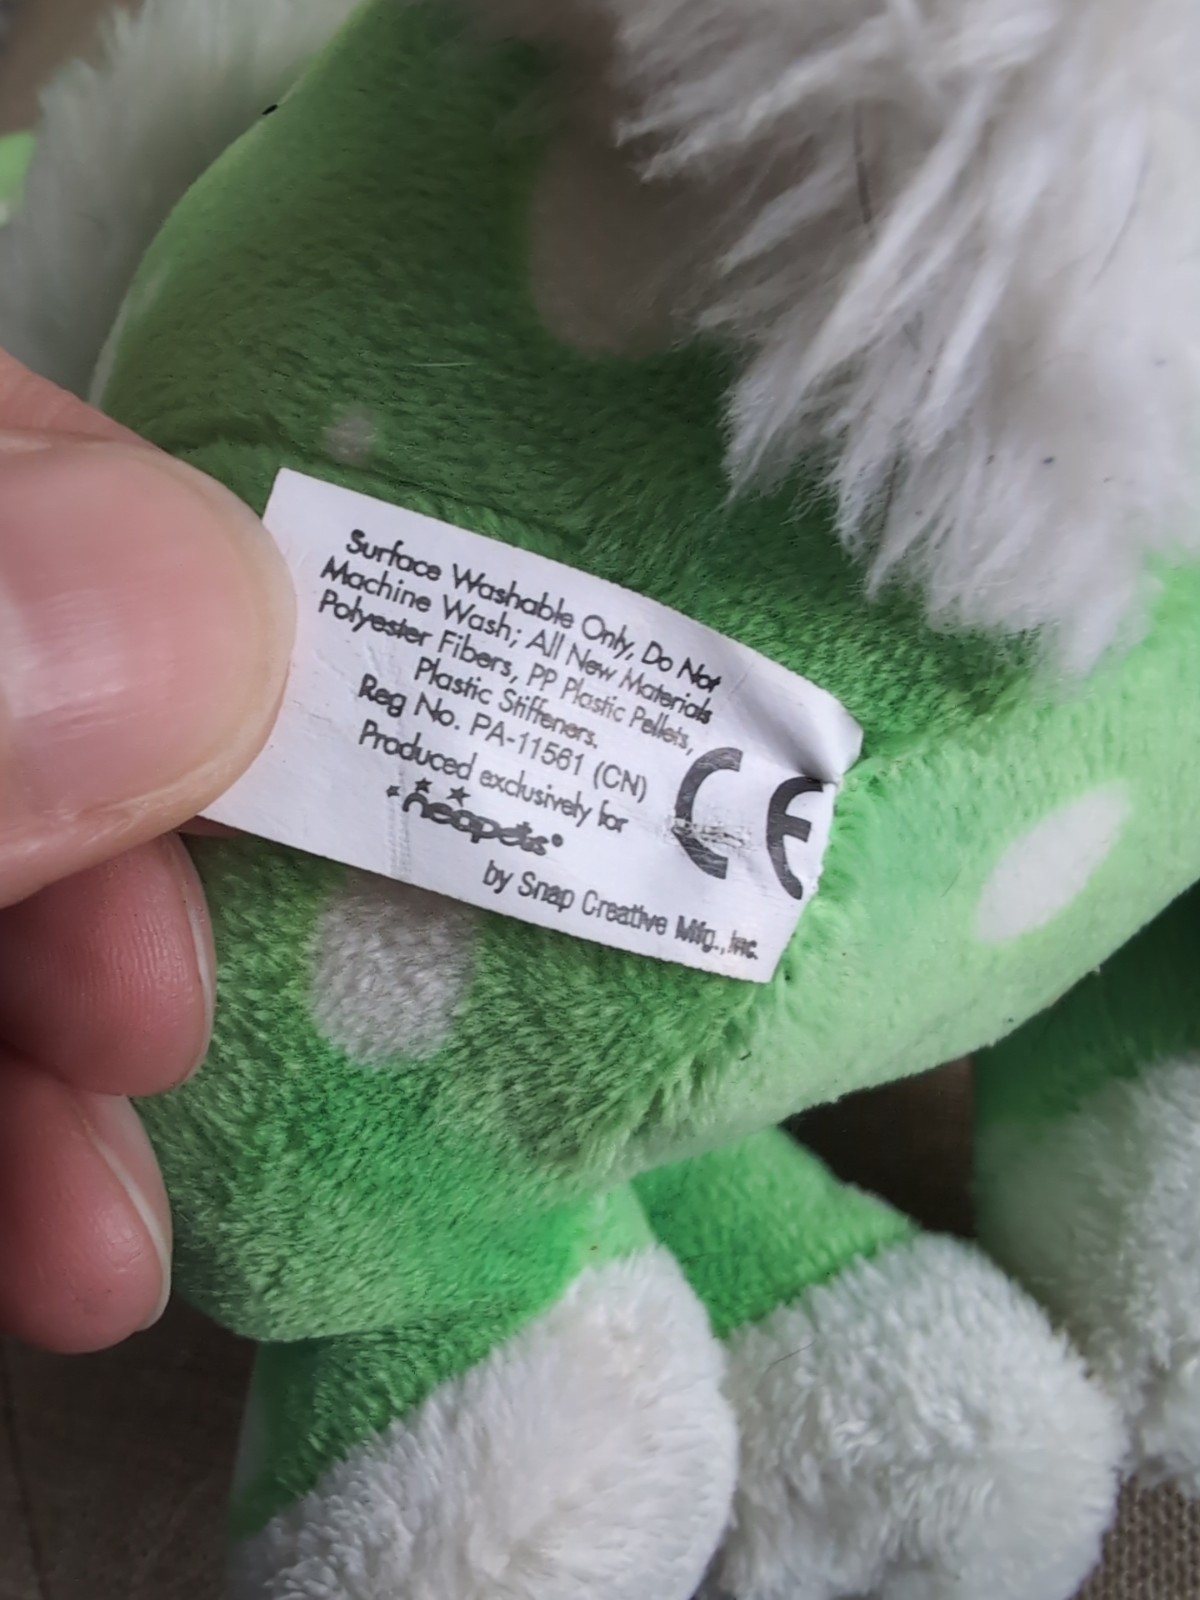 Surface Washable Only, Do Not
Machine Wash; All New Materials
Polyester Fibers, PP Plastic Pellets,
Plastic Stiffeners.
Reg No. PA-11561 (CN)
Produced exclusively for
neopets®
by Snap Creative Mfg., Inc.
CE